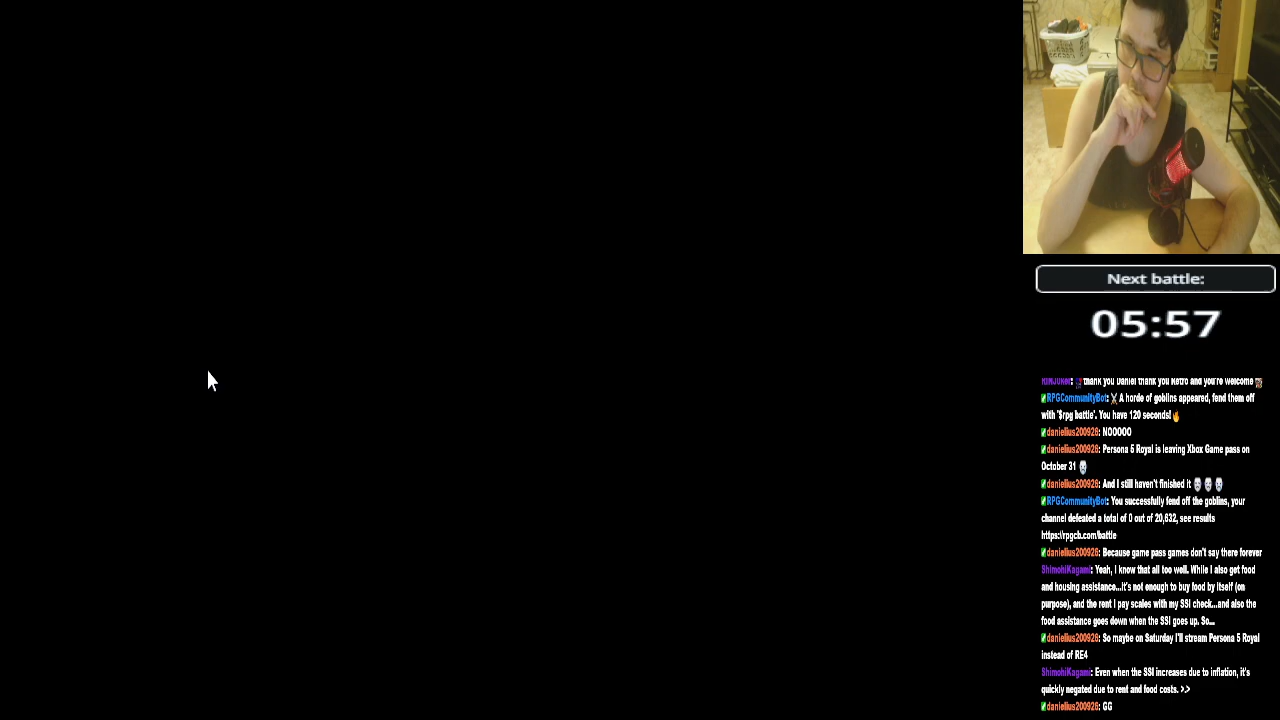 Next battle:
05:57
thank you Daniel thank you Retro and you're welcome
RPGCommunityBot: A horde of goblins appeared, fend them off
with '$rpg battle'. You have 120 seconds!
danielius200926: NOOOOO
danielius200926: Persona 5 Royal is leaving Xbox Game pass on
October 31
danielius200926: And I still haven't finished it
RPGCommunityBot: You successfully fend off the goblins, your
channel defeated a total of 0 out of 20,632, see results
https://rpgcb.com/battle
danielius200926: Because game pass games don't say there forever
ShimohiKagami: Yeah, I know that all too well. While I also get food
and housing assistance...it's not enough to buy food by itself (on
purpose), and the rent I pay scales with my SSI check...and also the
food assistance goes down when the SSI goes up. So...
danielius200926: So maybe on Saturday I'll stream Persona 5 Royal
instead of RE4
ShimohiKagami: Even when the SSI increases due to inflation, it's
quickly negated due to rent and food costs. >.>
danielius200926: GG